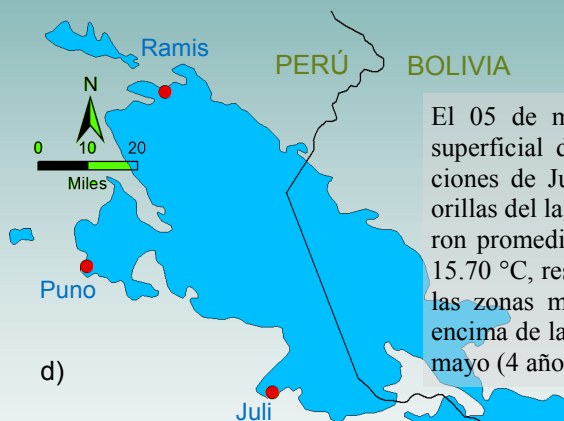 Ramis
PERÚ
BOLIVIA
N
0 10 20
Miles
Puno
d)
Juli
El 05 de m
superficial d
ciones de Ju
orillas del la
ron promedi
15.70 °C, res
las zonas m
encima de la
mayo (4 año